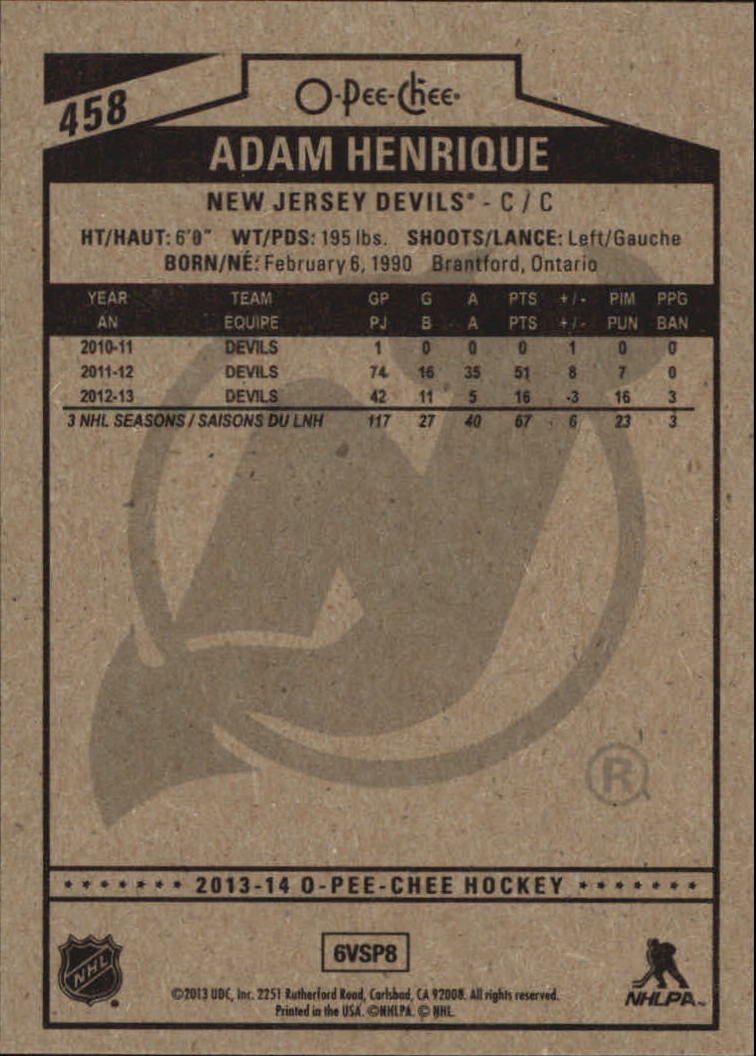 458
O-Pee-Chee
ADAM HENRIQUE
NEW JERSEY DEVILS® - C / C
HT/HAUT: 6'0" WT/PDS: 195 lbs. SHOOTS/LANCE: Left/Gauche
BORN/NÉ: February 6, 1990 Brantford, Ontario
YEAR TEAM GP G A PTS +/- PIM PPG
AN EQUIPE PJ B A PTS +/- PUN BAN
2010-11 DEVILS 1 0 0 0 1 0 0
2011-12 DEVILS 74 16 35 51 8 7 0
2012-13 DEVILS 42 11 5 16 -3 16 3
3 NHL SEASONS / SAISONS DU LNH 117 27 40 67 6 23 3
®
2013-14 O-PEE-CHEE HOCKEY
NHL
6VSP8
NHLPA™
©2013 UDC, Inc. 2251 Rutherford Road, Carlsbad, CA 92008. All rights reserved.
Printed in the USA. ©NHLPA. © NHL.